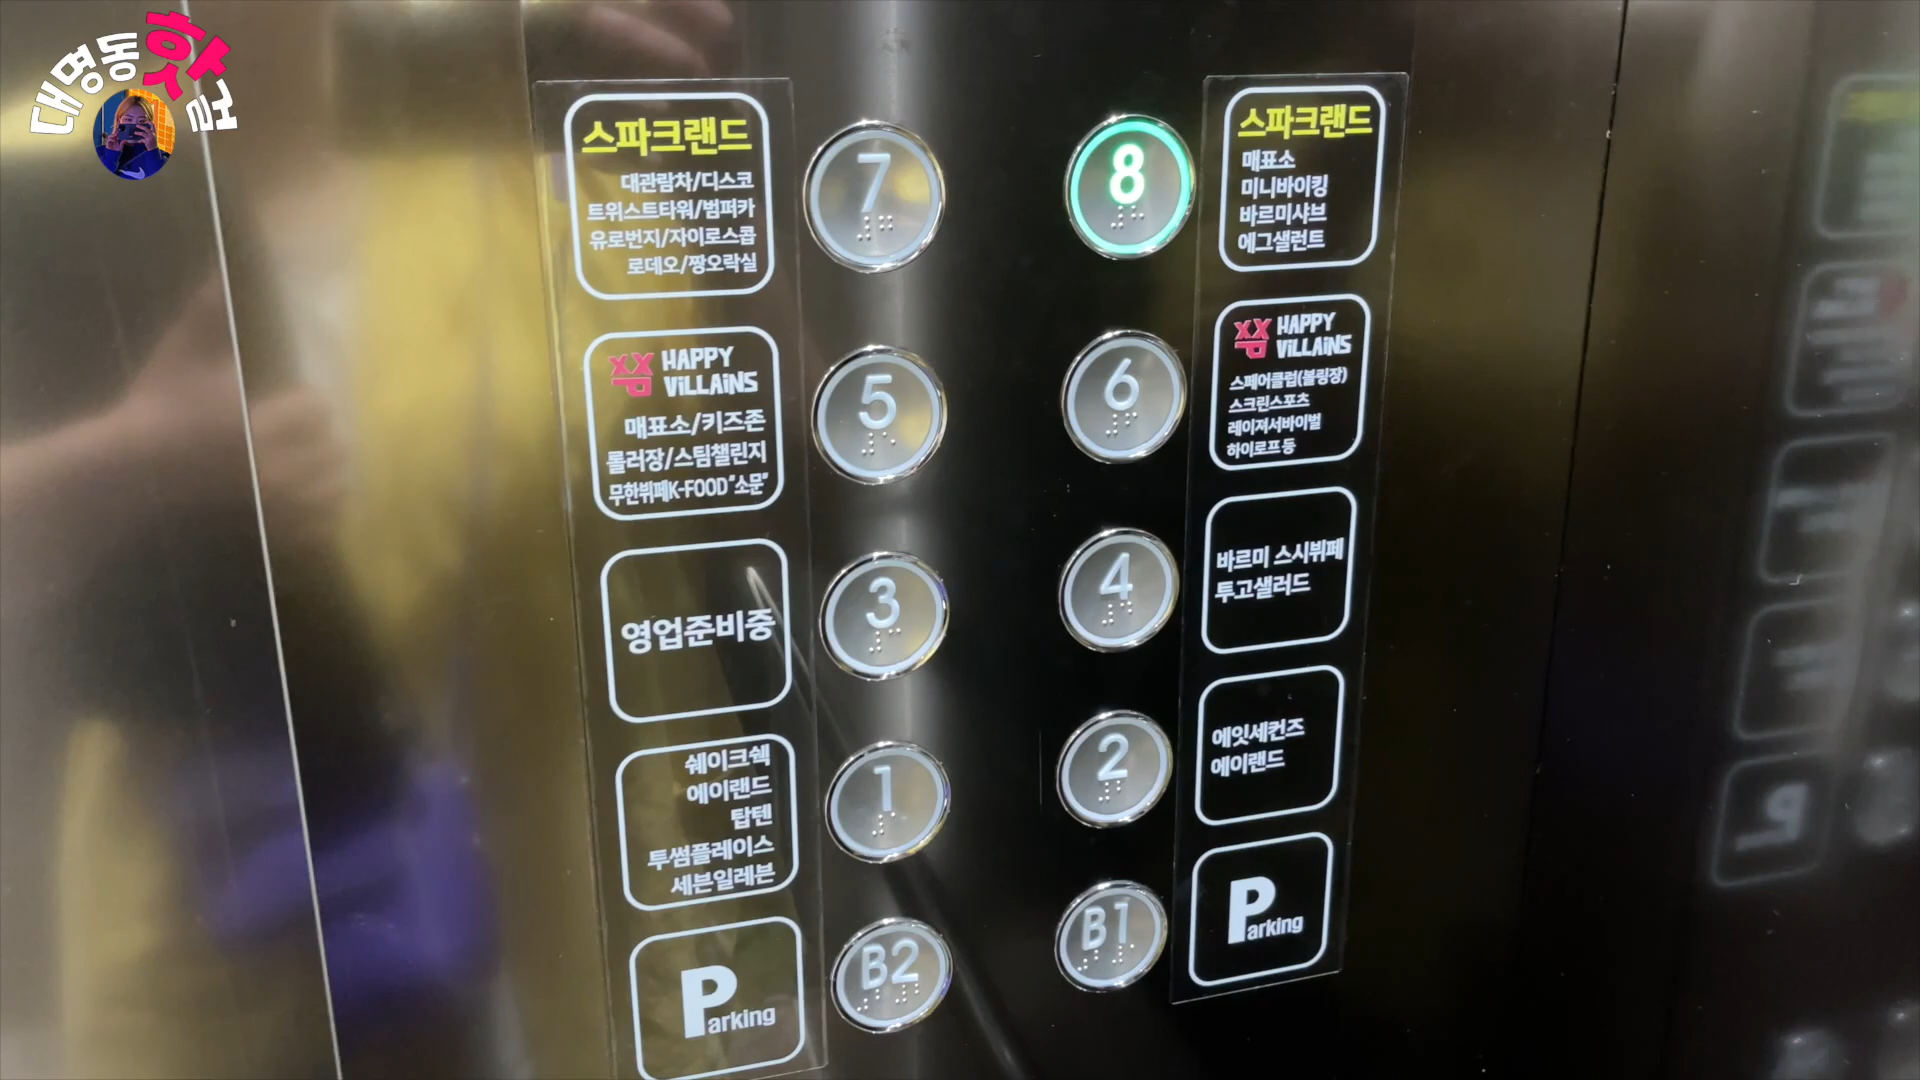 대명동핫걸
스파크랜드
대관람차/디스코
트위스트타워/범퍼카
유로번지/자이로스콥
로데오/짱오락실
7
8
스파크랜드
매표소
미니바이킹
바르미샤브
에그샐런트
HAPPY
ViLLAiNS
매표소/키즈존
롤러장/스팀챌린지
무한뷔페K-FOOD"소문"
5
6
HAPPY
ViLLAiNS
스페어클럽(볼링장)
스크린스포츠
레이져서바이벌
하이로프 등
영업준비중
3
4
바르미 스시뷔페
투고샐러드
쉐이크쉑
에이랜드
탑텐
투썸플레이스
세븐일레븐
1
2
에잇세컨즈
에이랜드
Parking
B2
B1
Parking